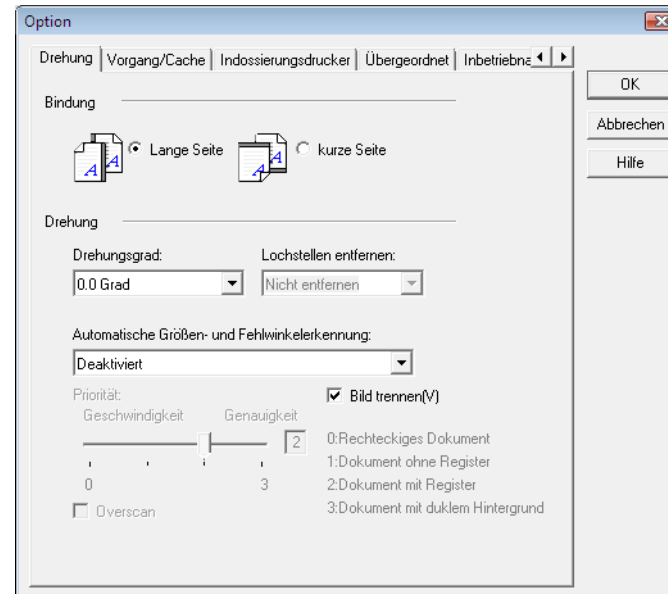 Option
Drehung Vorgang/Cache Indossierungsdrucker Übergeordnet Inbetriebna
OK
Abbrechen
Hilfe
Bindung
A A Lange Seite A A kurze Seite
Drehung
Drehungsgrad: Lochstellen entfernen:
0.0 Grad Nicht entfernen
Automatische Größen- und Fehlwinkelerkennung:
Deaktiviert
Priorität: Bild trennen(V)
Geschwindigkeit Genauigkeit
2 0:Rechteckiges Dokument
1:Dokument ohne Register
0 3 2:Dokument mit Register
Overscan 3:Dokument mit duklem Hintergrund